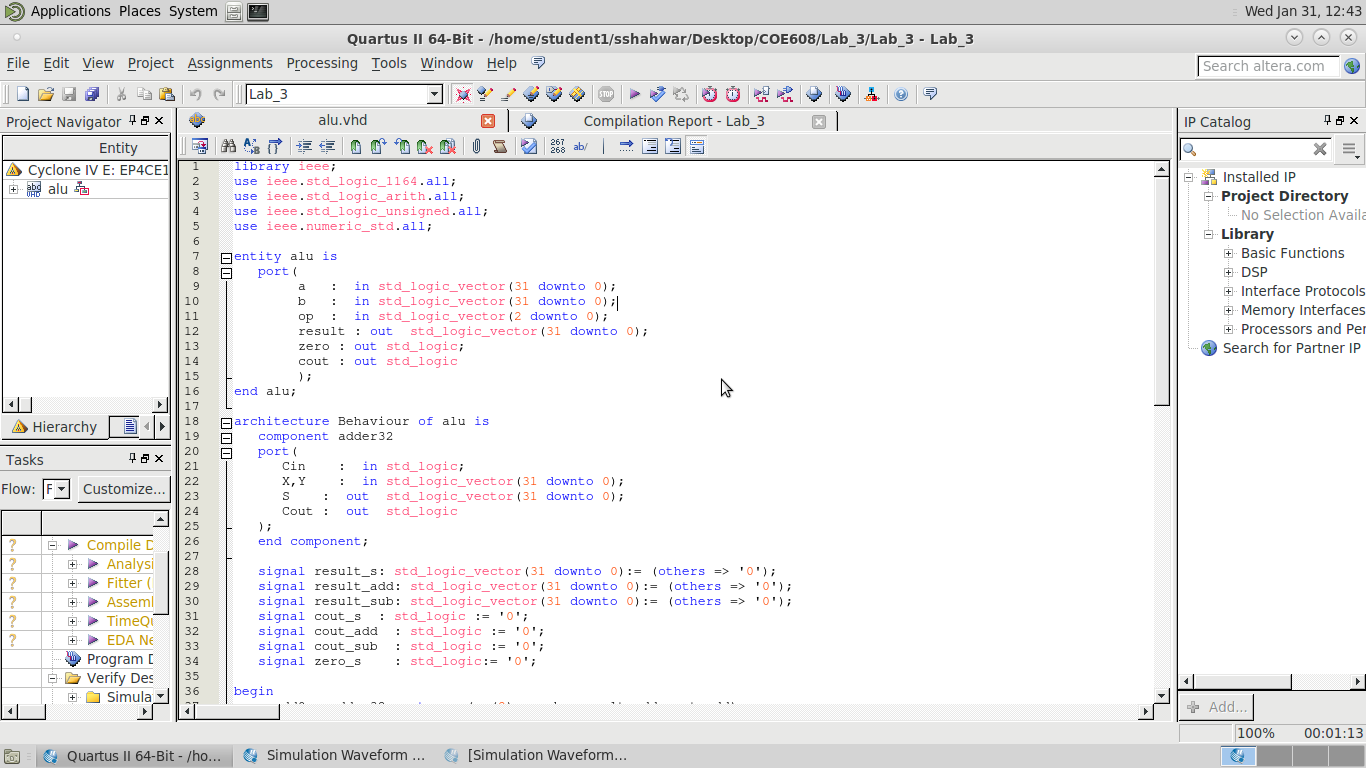 Applications Places System Wed Jan 31, 12:43
Quartus II 64-Bit - /home/student1/sshahwar/Desktop/COE608/Lab_3/Lab_3 - Lab_3
File Edit View Project Assignments Processing Tools Window Help Search altera.com
Lab_3 STOP
Project Navigator alu.vhd Compilation Report - Lab_3 IP Catalog
Entity
Cyclone IV E: EP4CE1
alu
Hierarchy
Tasks
Flow: F Customize...
Compile D
Analysi
Fitter (
Asseml
TimeQu
EDA Ne
Program D
Verify Des
Simula
267
268 ab/
1 library ieee;
2 use ieee.std_logic_1164.all;
3 use ieee.std_logic_arith.all;
4 use ieee.std_logic_unsigned.all;
5 use ieee.numeric_std.all;
6
7 entity alu is
8 port(
9 a : in std_logic_vector(31 downto 0);
10 b : in std_logic_vector(31 downto 0);
11 op : in std_logic_vector(2 downto 0);
12 result : out std_logic_vector(31 downto 0);
13 zero : out std_logic;
14 cout : out std_logic
15 );
16 end alu;
17
18 architecture Behaviour of alu is
19 component adder32
20 port(
21 Cin : in std_logic;
22 X,Y : in std_logic_vector(31 downto 0);
23 S : out std_logic_vector(31 downto 0);
24 Cout : out std_logic
25 );
26 end component;
27
28 signal result_s: std_logic_vector(31 downto 0):= (others => '0');
29 signal result_add: std_logic_vector(31 downto 0):= (others => '0');
30 signal result_sub: std_logic_vector(31 downto 0):= (others => '0');
31 signal cout_s : std_logic := '0';
32 signal cout_add : std_logic := '0';
33 signal cout_sub : std_logic := '0';
34 signal zero_s : std_logic:= '0';
35
36 begin
Installed IP
Project Directory
No Selection Availa
Library
Basic Functions
DSP
Interface Protocols
Memory Interfaces
Processors and Per
Search for Partner IP
Add...
100% 00:01:13
Quartus II 64-Bit - /ho... Simulation Waveform ... [Simulation Waveform...